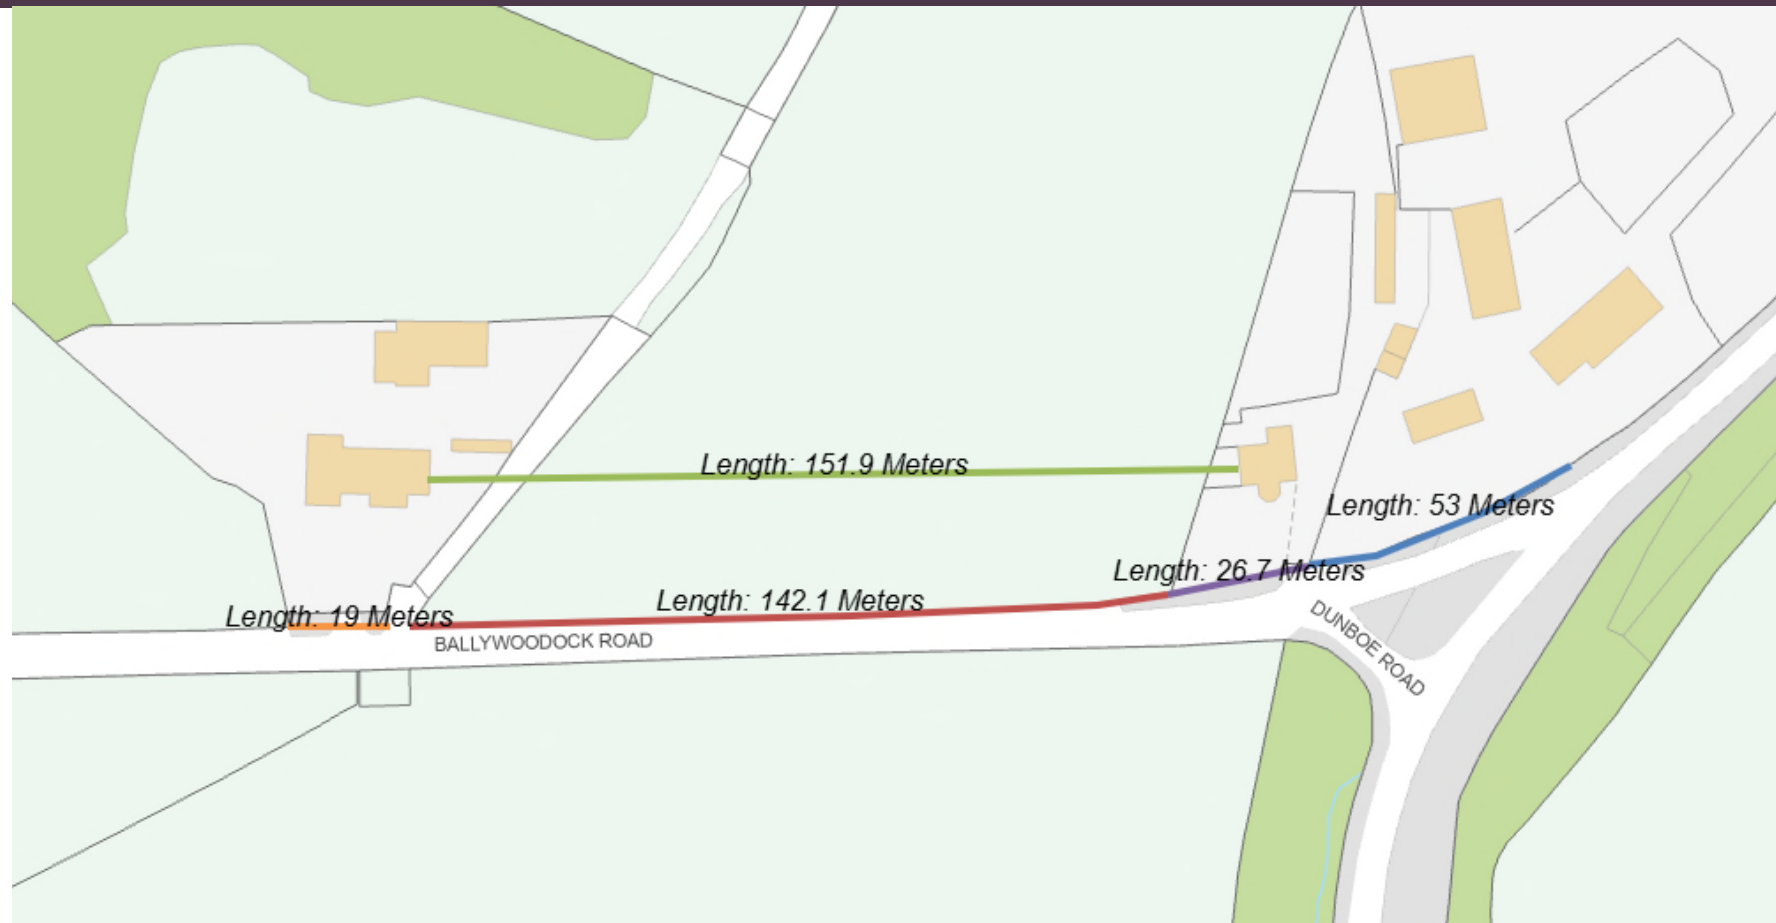 Length: 151.9 Meters
Length: 53 Meters
Length: 26.7 Meters
Length: 142.1 Meters
Length: 19 Meters
BALLYWOODOCK ROAD
DUNBOE ROAD